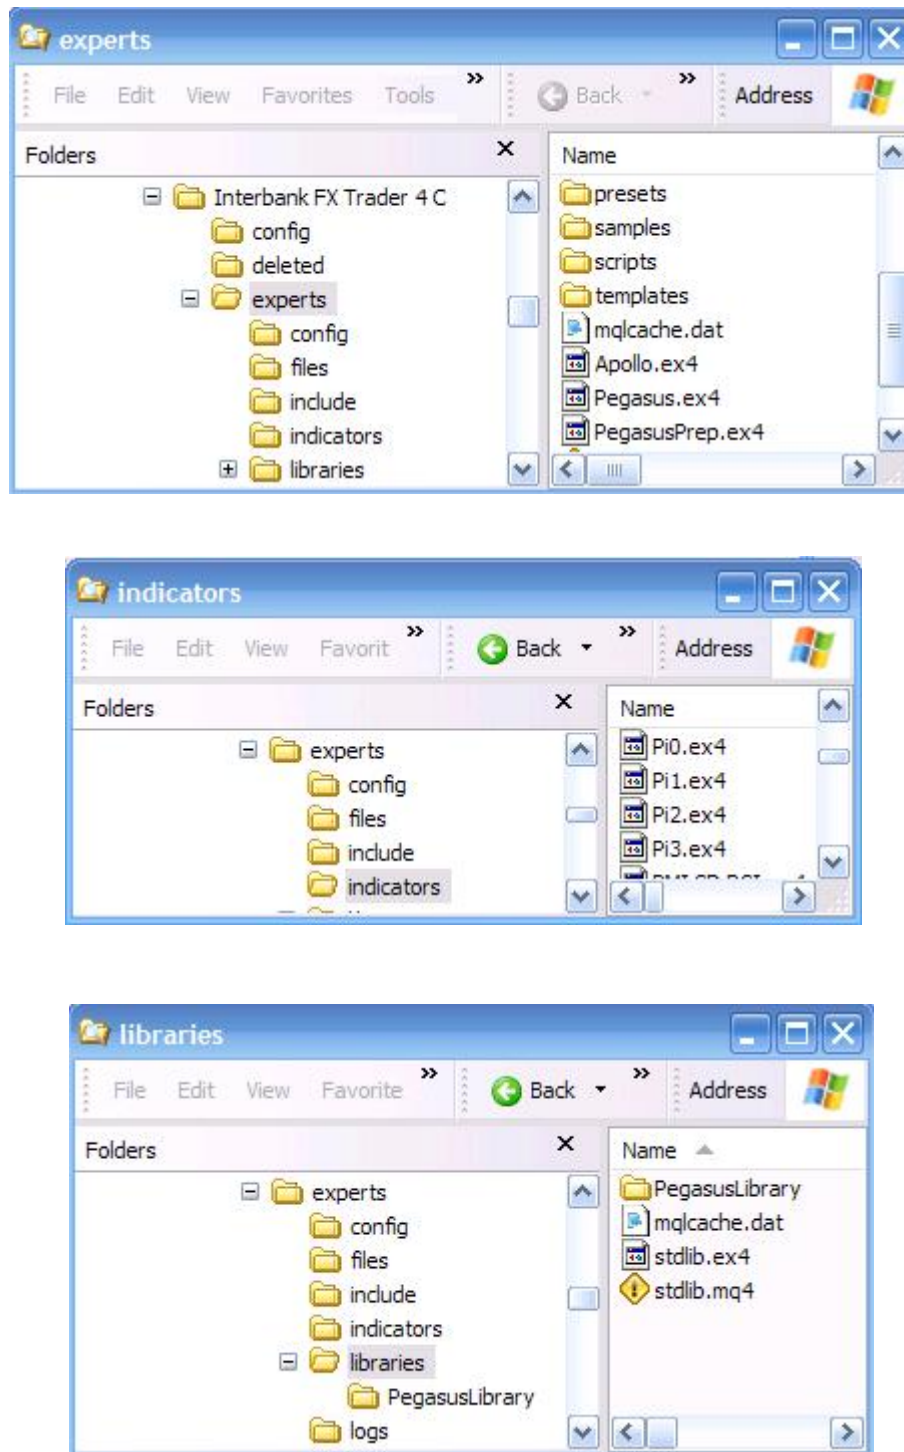 experts
File Edit View Favorites Tools » Back » Address
Folders × Name
Interbank FX Trader 4 C presets
config samples
deleted scripts
experts templates
config mqlcache.dat
files Apollo.ex4
include Pegasus.ex4
indicators PegasusPrep.ex4
libraries
indicators
File Edit View Favorit » Back » Address
Folders × Name
experts Pi0.ex4
config Pi1.ex4
files Pi2.ex4
include Pi3.ex4
indicators
libraries
File Edit View Favorite » Back » Address
Folders × Name
experts PegasusLibrary
config mqlcache.dat
files stdlib.ex4
include stdlib.mq4
indicators
libraries
PegasusLibrary
logs